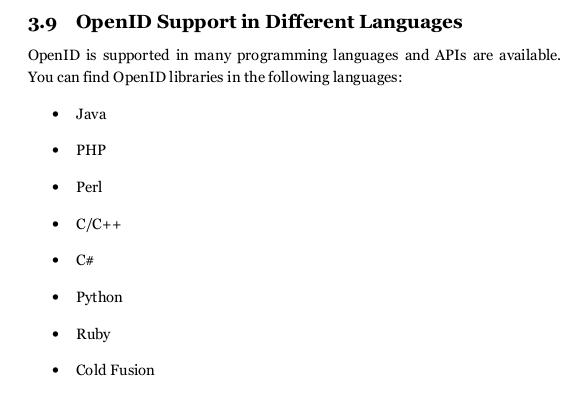 3.9 OpenID Support in Different Languages
OpenID is supported in many programming languages and APIs are available.
You can find OpenID libraries in the following languages:
• Java
• PHP
• Perl
• C/C++
• C#
• Python
• Ruby
• Cold Fusion